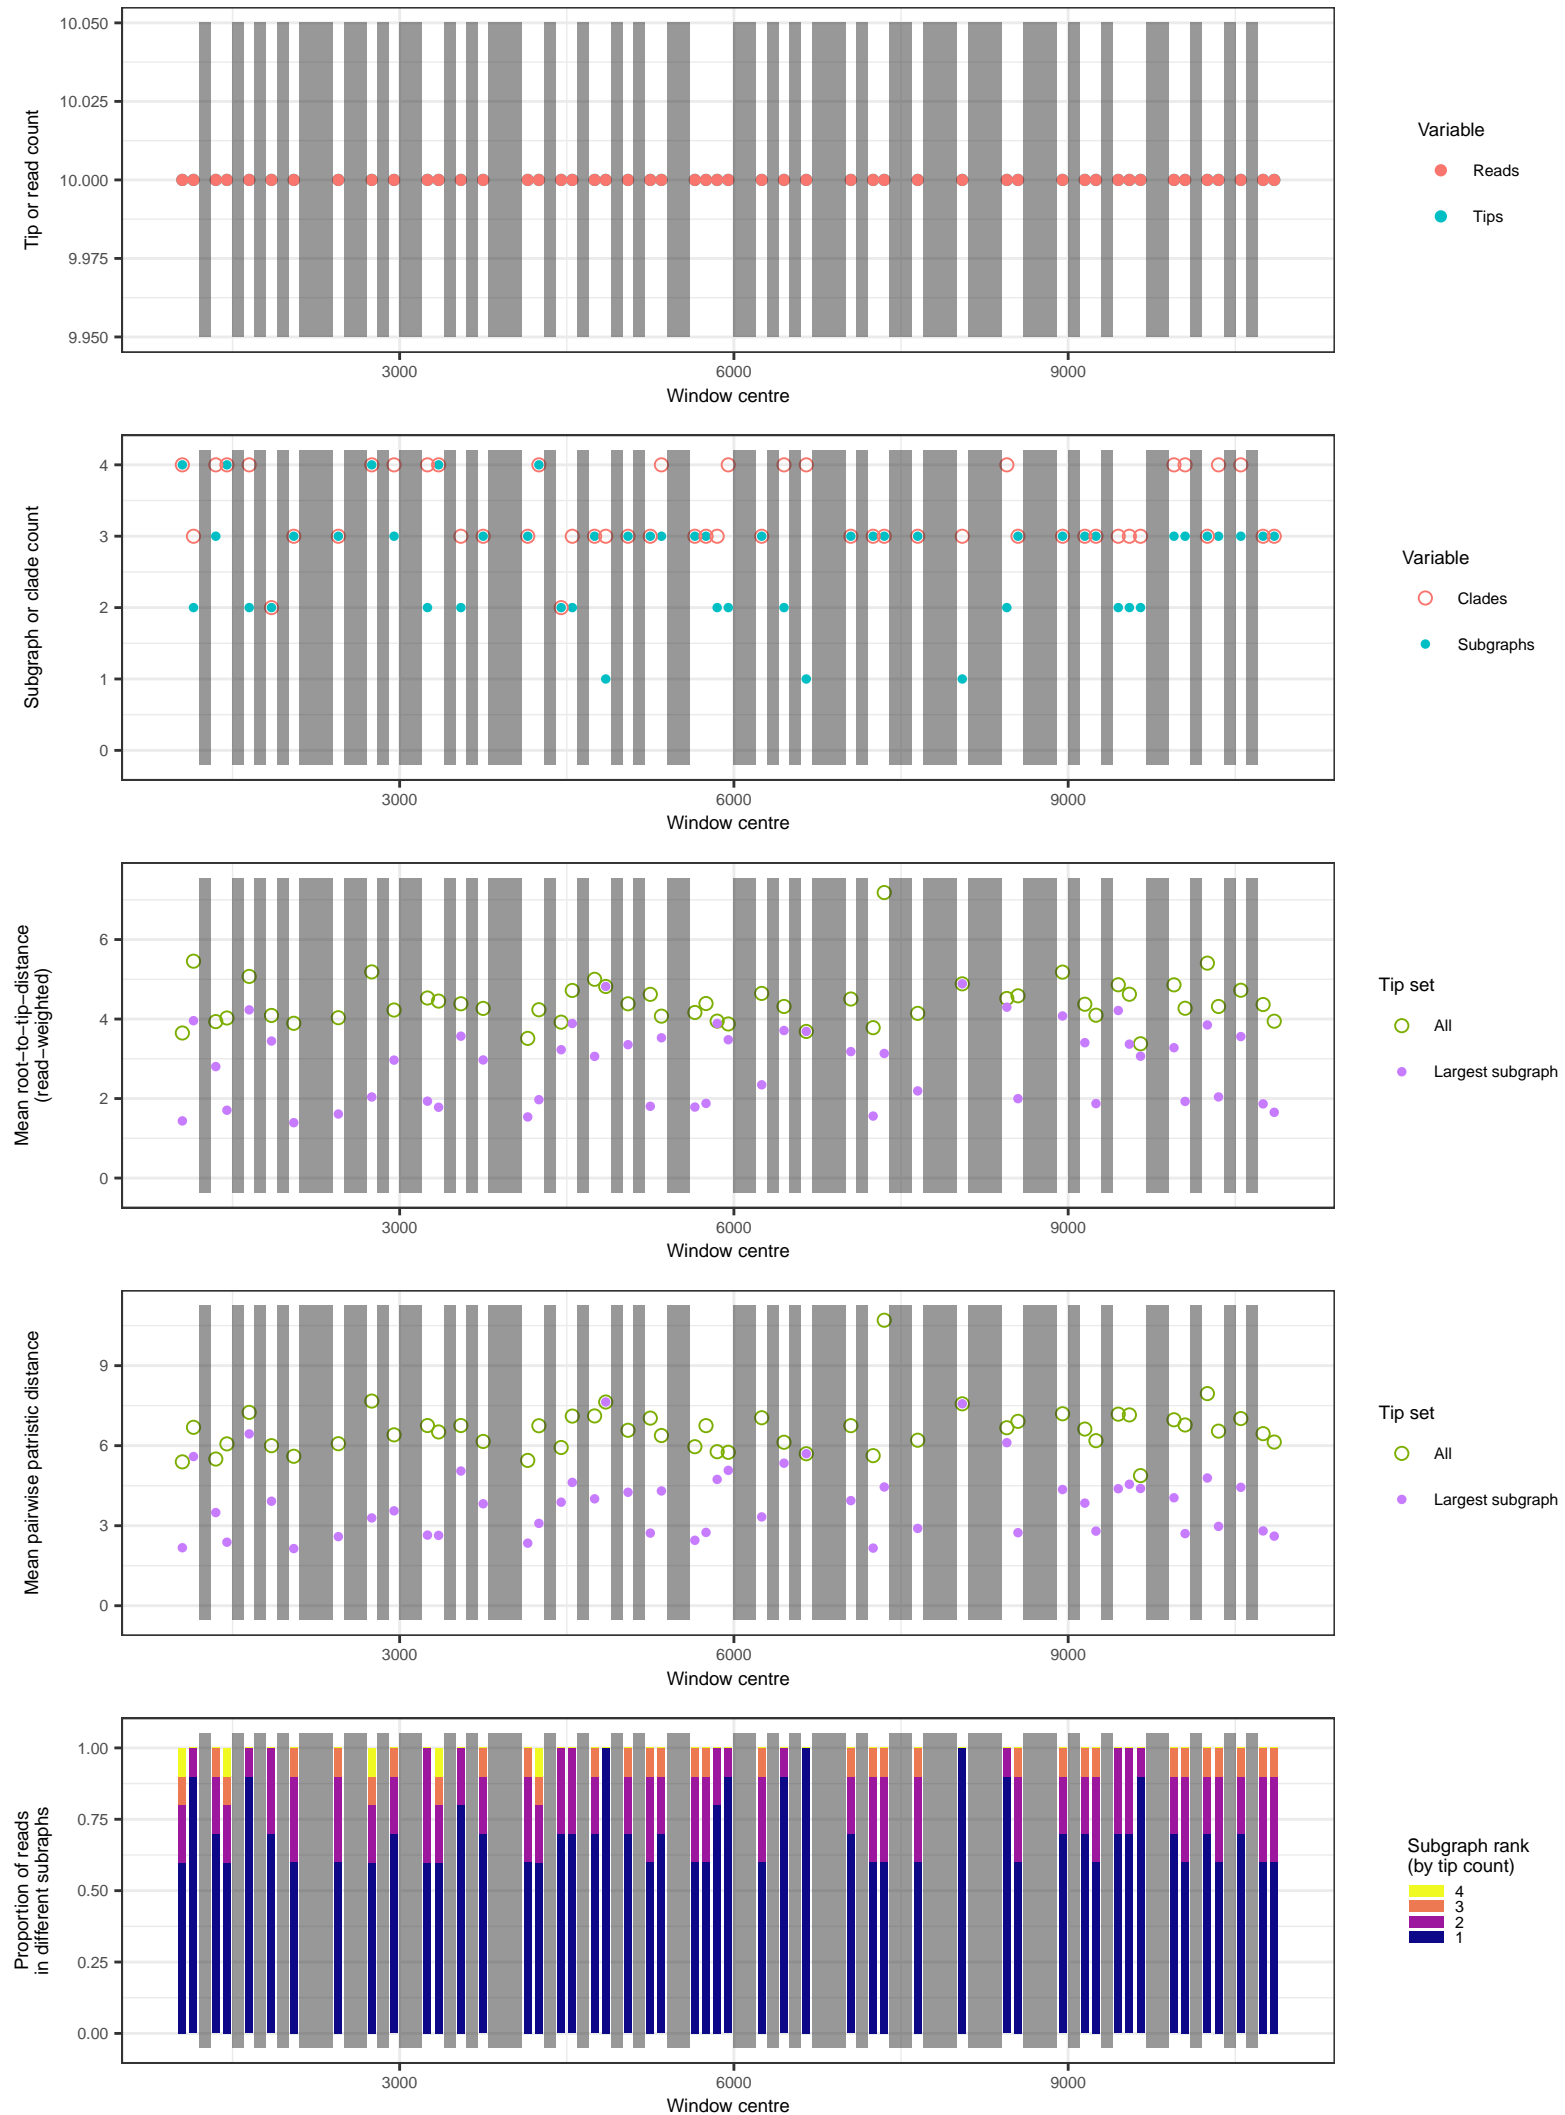 10.050
10.025
10.000
9.975
9.950
Tip or read count
3000
6000
9000
Window centre
Variable
Reads
Tips
4
3
2
1
0
Subgraph or clade count
3000
6000
9000
Window centre
Variable
Clades
Subgraphs
6
4
2
0
Mean root−to−tip−distance
(read−weighted)
3000
6000
9000
Window centre
Tip set
All
Largest subgraph
9
6
3
0
Mean pairwise patristic distance
3000
6000
9000
Window centre
Tip set
All
Largest subgraph
1.00
0.75
0.50
0.25
0.00
Proportion of reads
in different subraphs
3000
6000
9000
Window centre
Subgraph rank
(by tip count)
4
3
2
1